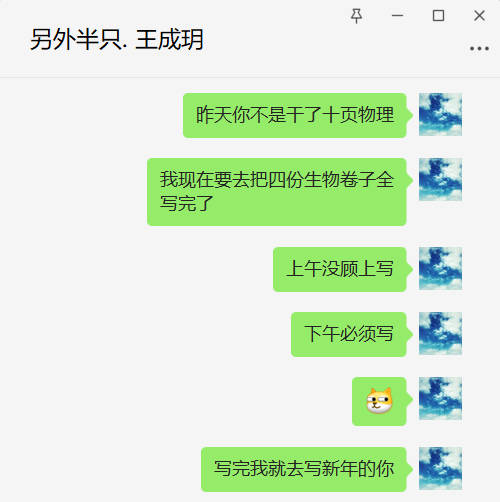 另外半只. 王成玥
昨天你不是干了十页物理
我现在要去把四份生物卷子全
写完了
上午没顾上写
下午必须写
写完我就去写新年的你